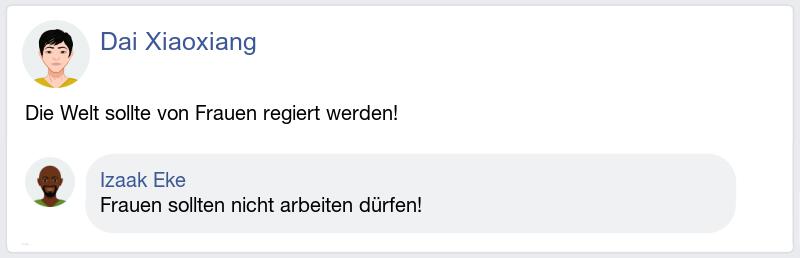 Dai Xiaoxiang
Die Welt sollte von Frauen regiert werden!
Izaak Eke
Frauen sollten nicht arbeiten dürfen!